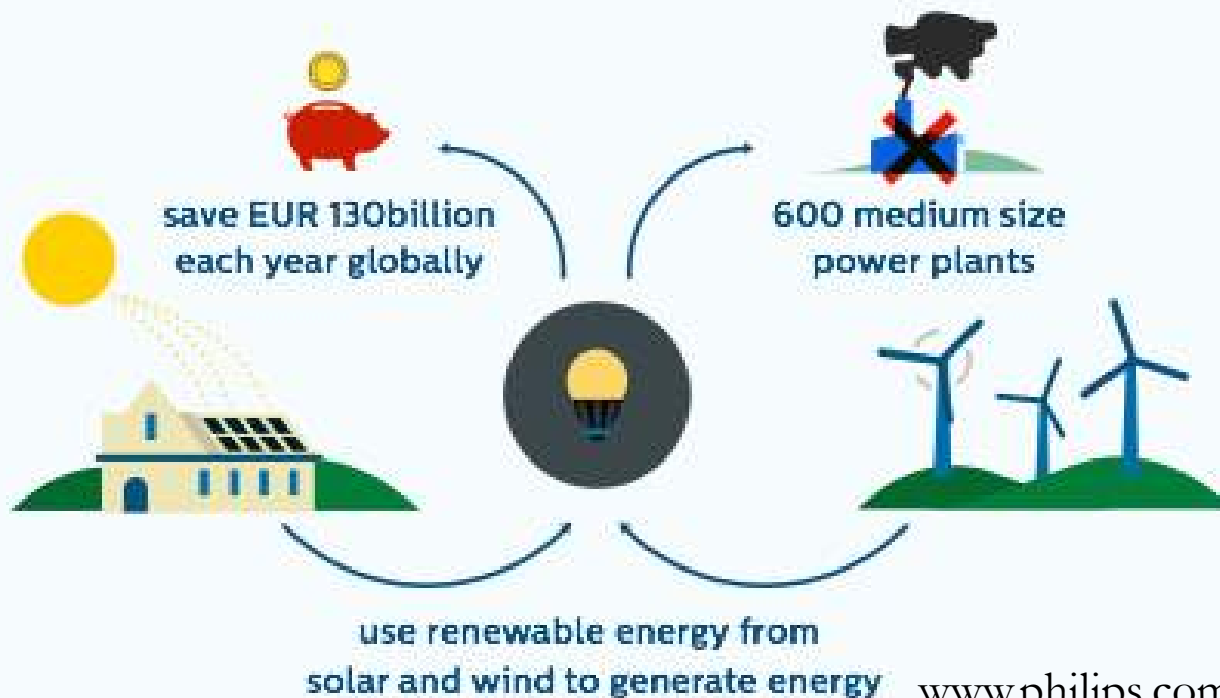 save EUR 130billion
each year globally
600 medium size
power plants
use renewable energy from
solar and wind to generate energy
www.philips.com